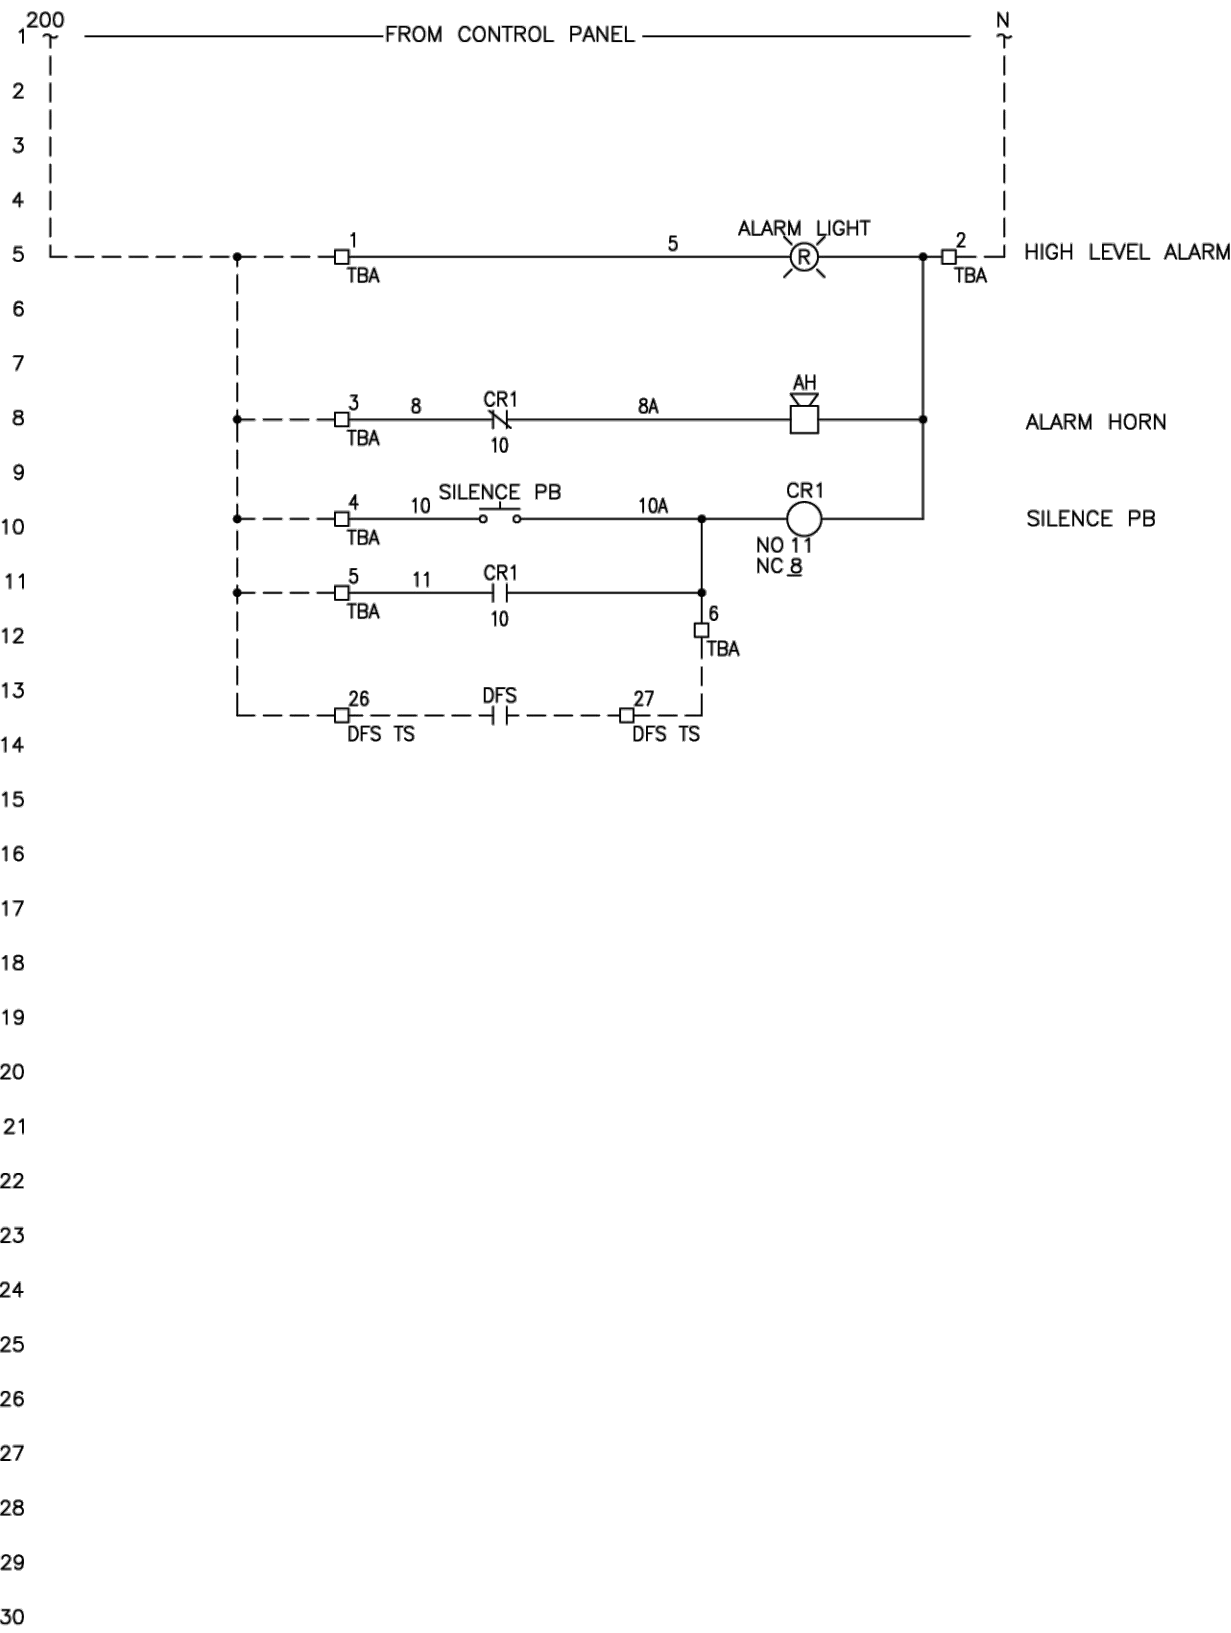 200 N
1 FROM CONTROL PANEL
2
3
4
ALARM LIGHT
5 1 5 R 2 HIGH LEVEL ALARM
TBA TBA
6
7
AH
3 8 CR1 8A
8 ALARM HORN
TBA 10
9
SILENCE PB CR1
4 10 10A
10 SILENCE PB
TBA NO 11
NC 8
5 11 CR1
11
TBA 10 6
12 TBA
13 26 DFS 27
DFS TS DFS TS
14
15
16
17
18
19
20
21
22
23
24
25
26
27
28
29
30